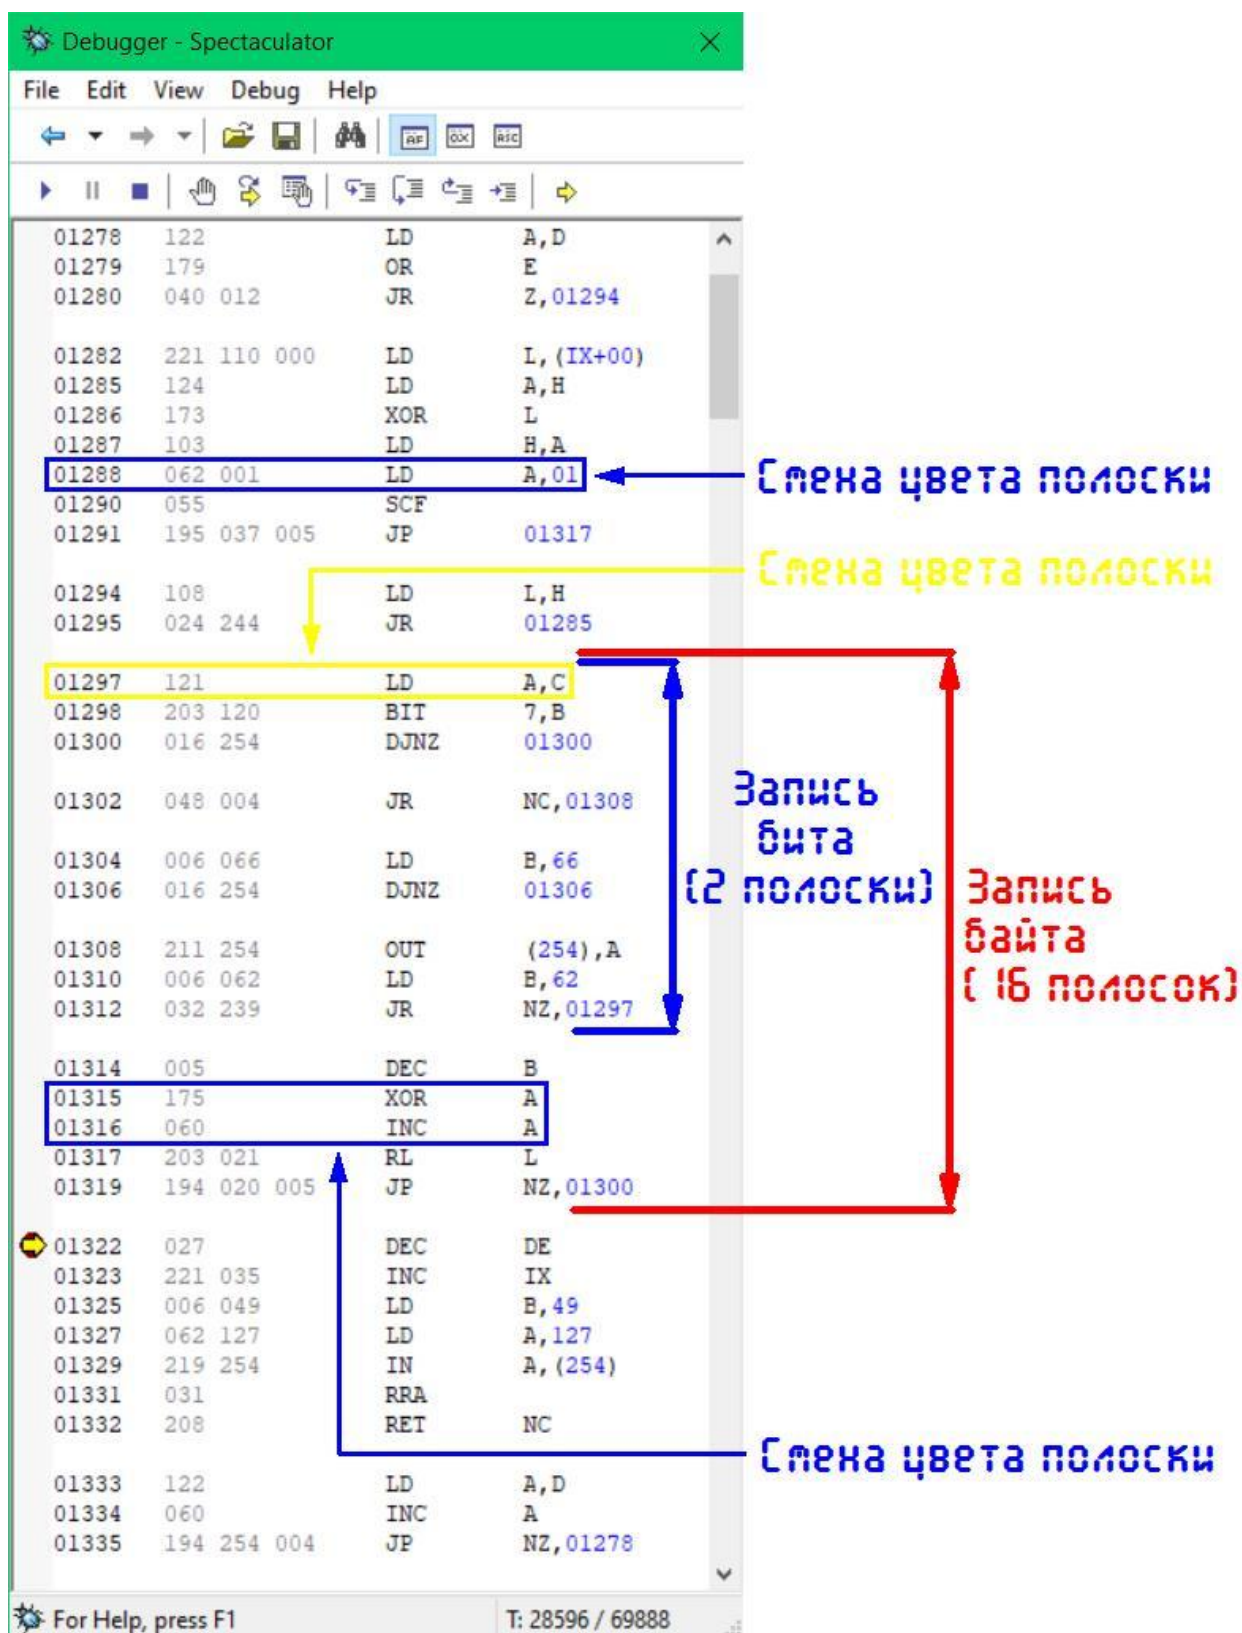 Debugger - Spectaculator
File Edit View Debug Help
AF 0X ASC
01278 122 LD A,D
01279 179 OR E
01280 040 012 JR Z,01294
01282 221 110 000 LD L,(IX+00)
01285 124 LD A,H
01286 173 XOR L
01287 103 LD H,A
01288 062 001 LD A,01
Смена цвета полоски
01290 055 SCF
01291 195 037 005 JP 01317
Смена цвета полоски
01294 108 LD L,H
01295 024 244 JR 01285
01297 121 LD A,C
01298 203 120 BIT 7,B
01300 016 254 DJNZ 01300
01302 048 004 JR NC,01308
01304 006 066 LD B,66
01306 016 254 DJNZ 01306
01308 211 254 OUT (254),A
01310 006 062 LD B,62
01312 032 239 JR NZ,01297
Запись
бита
(2 полоски)
Запись
байта
(16 полосок)
01314 005 DEC B
01315 175 XOR A
01316 060 INC A
01317 203 021 RL L
01319 194 020 005 JP NZ,01300
01322 027 DEC DE
01323 221 035 INC IX
01325 006 049 LD B,49
01327 062 127 LD A,127
01329 219 254 IN A,(254)
01331 031 RRA
01332 208 RET NC
Смена цвета полоски
01333 122 LD A,D
01334 060 INC A
01335 194 254 004 JP NZ,01278
For Help, press F1
T: 28596 / 69888